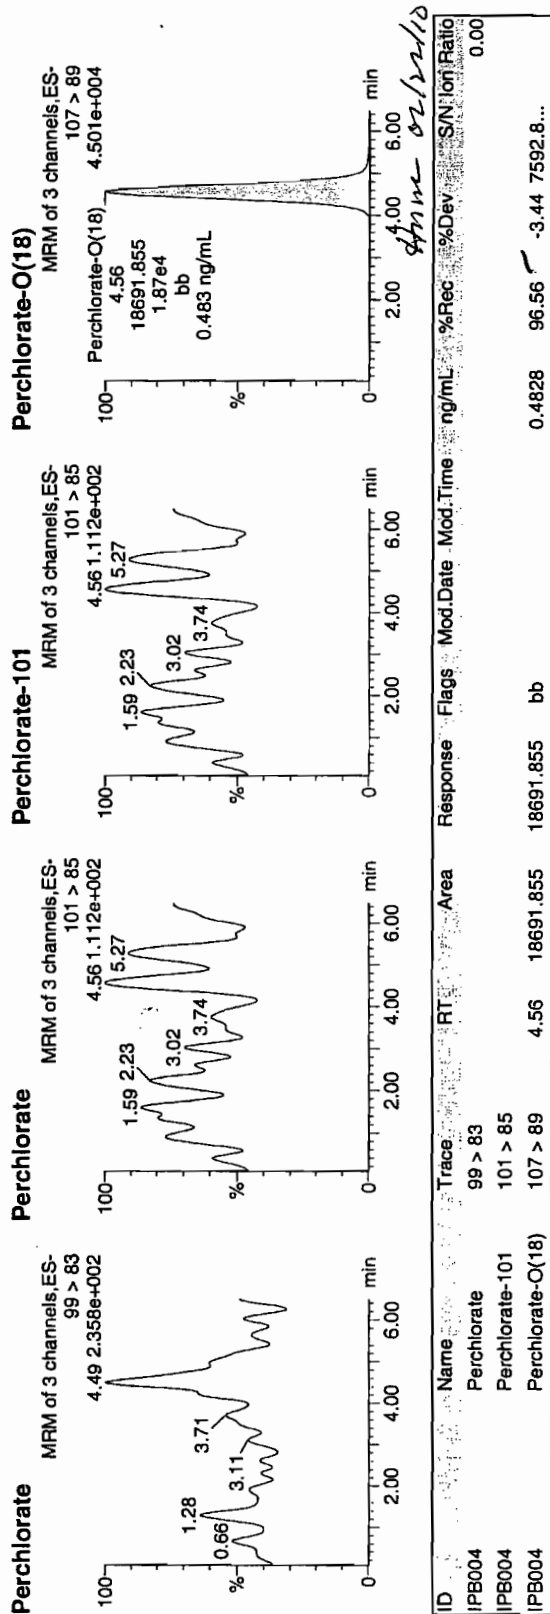 Perchlorate
MRM of 3 channels,ES-
99 > 83
4.49 2.358e+002
100
%
0
0.66
1.28
3.11
3.71
2.00 4.00 6.00 min
Perchlorate
MRM of 3 channels,ES-
101 > 85
4.56 1.112e+002
5.27
100
%
0
1.59 2.23
3.02
3.74
2.00 4.00 6.00 min
Perchlorate-101
MRM of 3 channels,ES-
101 > 85
4.56 1.112e+002
5.27
100
%
0
1.59 2.23
3.02
3.74
2.00 4.00 6.00 min
Perchlorate-O(18)
MRM of 3 channels,ES-
107 > 89
4.501e+004
100
%
0
Perchlorate-O(18)
4.56
18691.855
1.87e4
bb
0.483 ng/mL
2.00 4.00 6.00 min
02/22/10
ID Name Trace RT Area Response Flags Mod.Date Mod.Time ng/mL %Rec %Dev S/N Ion Ratio
IPB004 Perchlorate 99 > 83 0.00
IPB004 Perchlorate-101 101 > 85
IPB004 Perchlorate-O(18) 107 > 89 4.56 18691.855 18691.855 bb 0.4828 96.56 -3.44 7592.8...